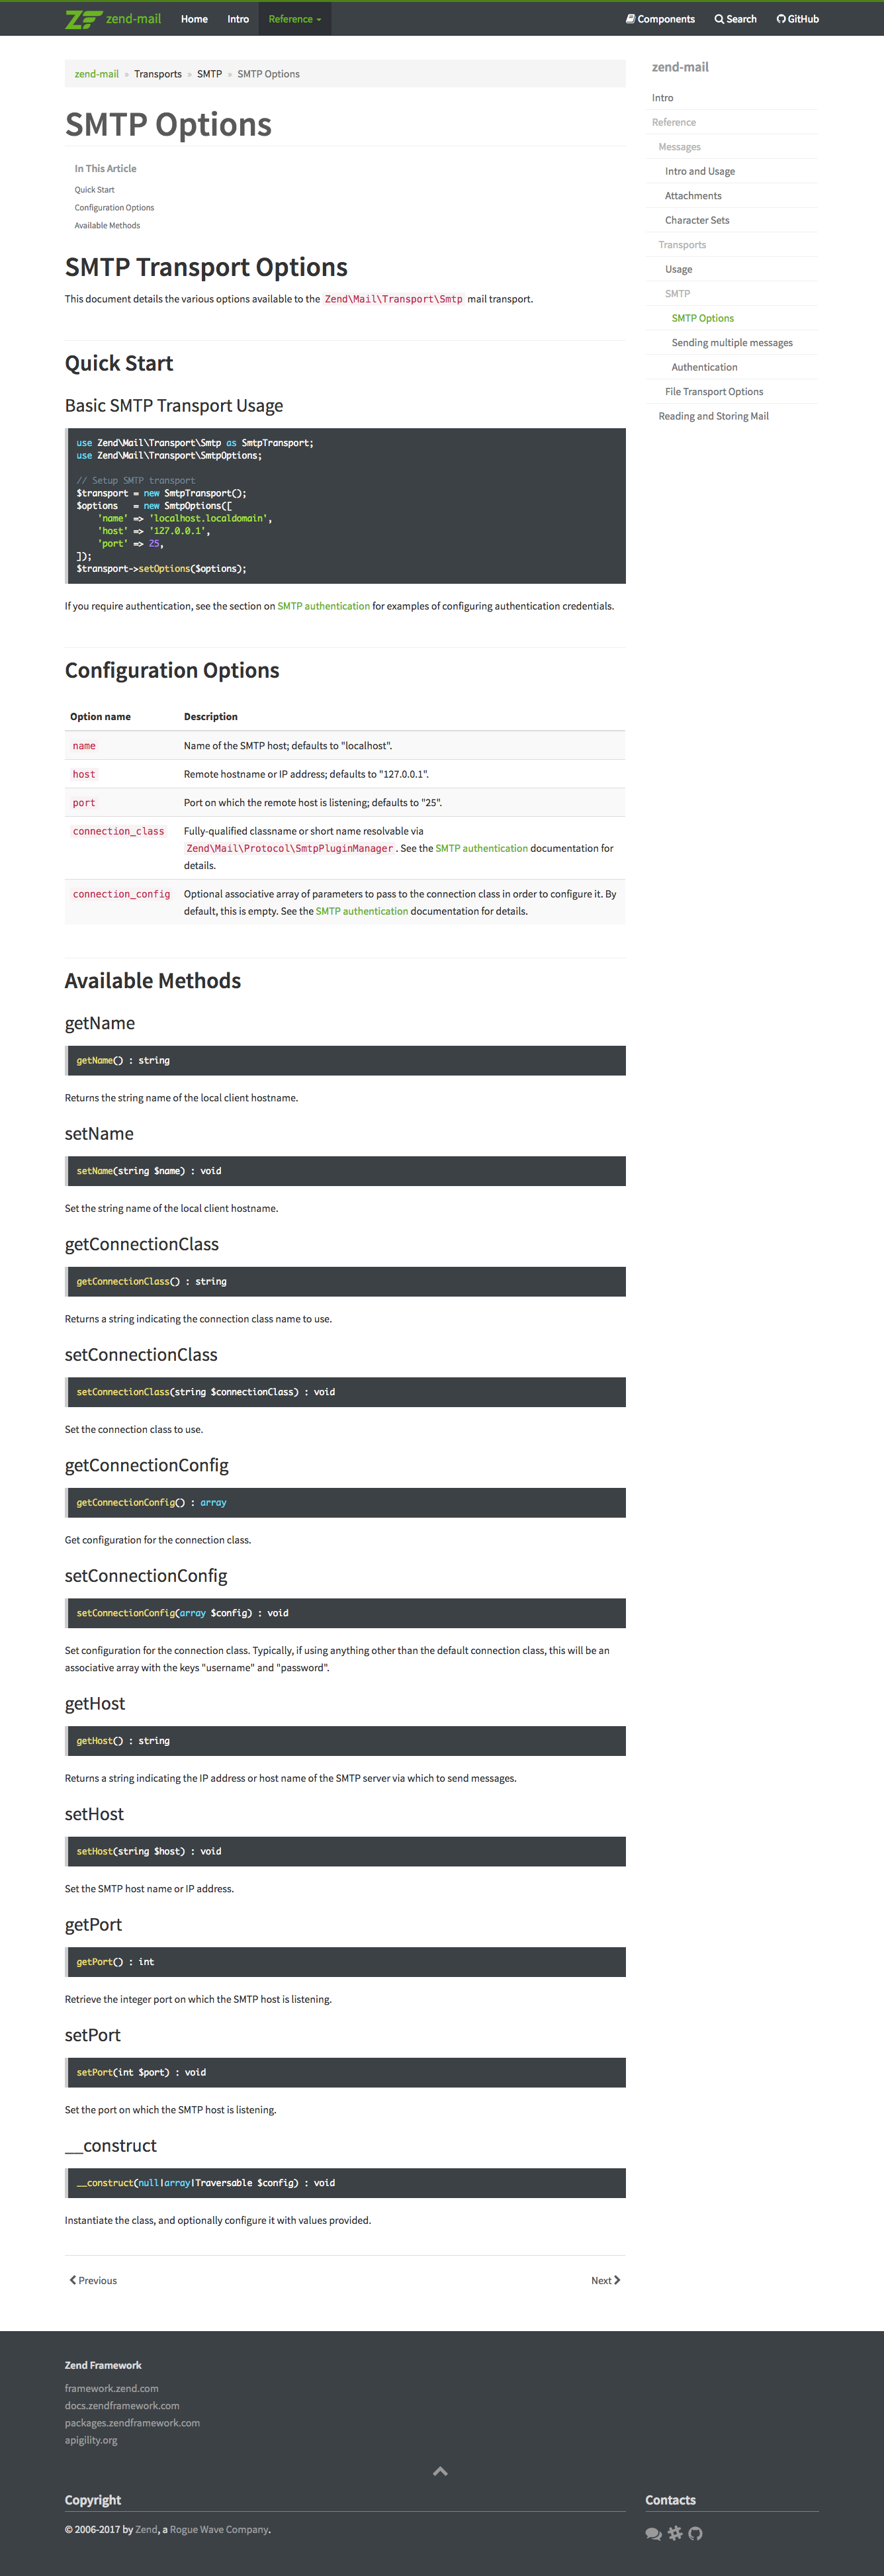 zend-mail Home Intro Reference Components Search GitHub
zend-mail » Transports » SMTP » SMTP Options
SMTP Options
In This Article
Quick Start
Configuration Options
Available Methods
SMTP Transport Options
This document details the various options available to the Zend\Mail\Transport\Smtp mail transport.
Quick Start
Basic SMTP Transport Usage
use Zend\Mail\Transport\Smtp as SmtpTransport;
use Zend\Mail\Transport\SmtpOptions;
// Setup SMTP transport
$transport = new SmtpTransport();
$options   = new SmtpOptions([
    'name' => 'localhost.localdomain',
    'host' => '127.0.0.1',
    'port' => 25,
]);
$transport->setOptions($options);
If you require authentication, see the section on SMTP authentication for examples of configuring authentication credentials.
Configuration Options
Option name Description
name Name of the SMTP host; defaults to "localhost".
host Remote hostname or IP address; defaults to "127.0.0.1".
port Port on which the remote host is listening; defaults to "25".
connection_class Fully-qualified classname or short name resolvable via
Zend\Mail\Protocol\SmtpPluginManager . See the SMTP authentication documentation for
details.
connection_config Optional associative array of parameters to pass to the connection class in order to configure it. By
default, this is empty. See the SMTP authentication documentation for details.
Available Methods
getName
getName() : string
Returns the string name of the local client hostname.
setName
setName(string $name) : void
Set the string name of the local client hostname.
getConnectionClass
getConnectionClass() : string
Returns a string indicating the connection class name to use.
setConnectionClass
setConnectionClass(string $connectionClass) : void
Set the connection class to use.
getConnectionConfig
getConnectionConfig() : array
Get configuration for the connection class.
setConnectionConfig
setConnectionConfig(array $config) : void
Set configuration for the connection class. Typically, if using anything other than the default connection class, this will be an
associative array with the keys "username" and "password".
getHost
getHost() : string
Returns a string indicating the IP address or host name of the SMTP server via which to send messages.
setHost
setHost(string $host) : void
Set the SMTP host name or IP address.
getPort
getPort() : int
Retrieve the integer port on which the SMTP host is listening.
setPort
setPort(int $port) : void
Set the port on which the SMTP host is listening.
__construct
__construct(null|array|Traversable $config) : void
Instantiate the class, and optionally configure it with values provided.
Previous Next
zend-mail
Intro
Reference
Messages
Intro and Usage
Attachments
Character Sets
Transports
Usage
SMTP
SMTP Options
Sending multiple messages
Authentication
File Transport Options
Reading and Storing Mail
Zend Framework
framework.zend.com
docs.zendframework.com
packages.zendframework.com
apigility.org
Copyright
© 2006-2017 by Zend, a Rogue Wave Company.
Contacts